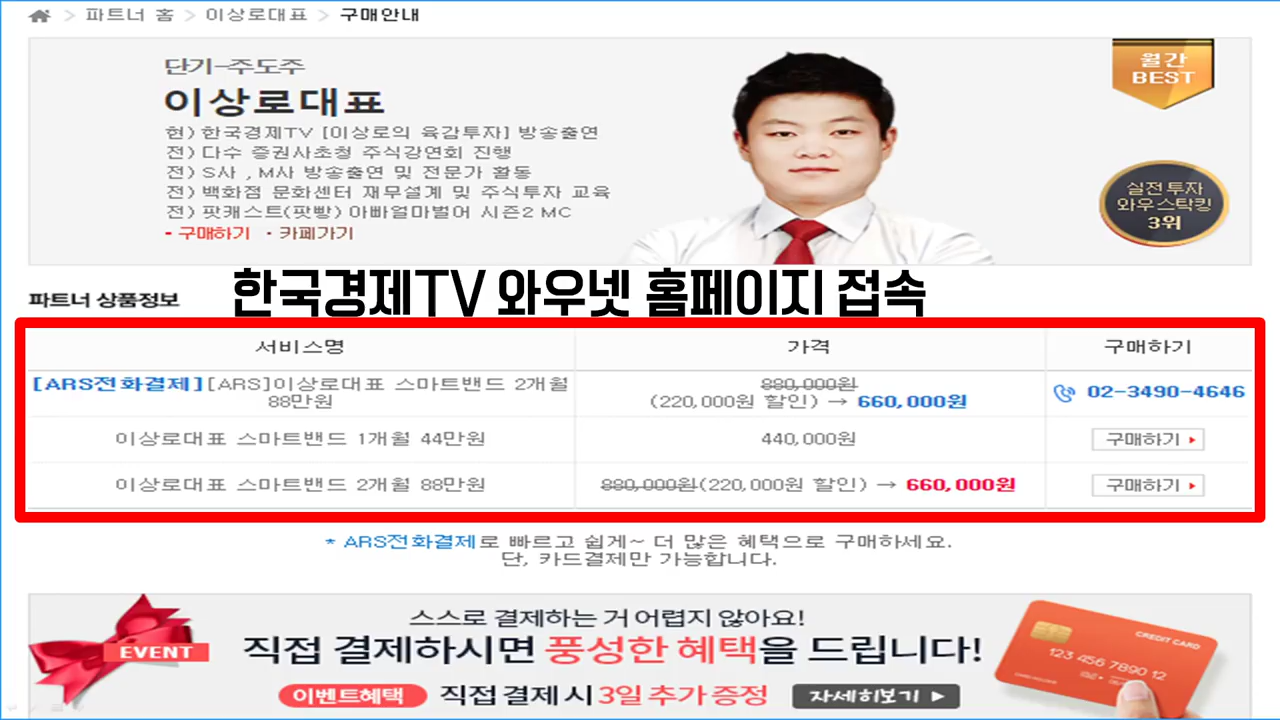 파트너 홈 > 이상로대표 > 구매안내
단기-주도주
이상로대표
현) 한국경제TV [이상로의 육감투자] 방송출연
전) 다수 증권사초청 주식강연회 진행
전) S사 , M사 방송출연 및 전문가 활동
전) 백화점 문화센터 재무설계 및 주식투자 교육
전) 팟캐스트(팟빵) 아빠얼마벌어 시즌2 MC
- 구매하기 · 카페가기
월간
BEST
실전 투자
와우 스탁킹
3위
파트너 상품정보
한국경제TV 와우넷 홈페이지 접속
서비스명 가격 구매하기
[ARS전화결제][ARS]이상로대표 스마트밴드 2개월
88만원
880,000원
(220,000원 할인) → 660,000원
02-3490-4646
이상로대표 스마트밴드 1개월 44만원 440,000원 구매하기
이상로대표 스마트밴드 2개월 88만원 880,000원(220,000원 할인) → 660,000원 구매하기
* ARS전화결제로 빠르고 쉽게~ 더 많은 혜택으로 구매하세요.
단, 카드결제만 가능합니다.
EVENT
스스로 결제하는 거 어렵지 않아요!
직접 결제하시면 풍성한 혜택을 드립니다!
이벤트혜택 직접 결제 시 3일 추가 증정 자세히보기 ▶
CREDIT CARD
123 456 7890 12